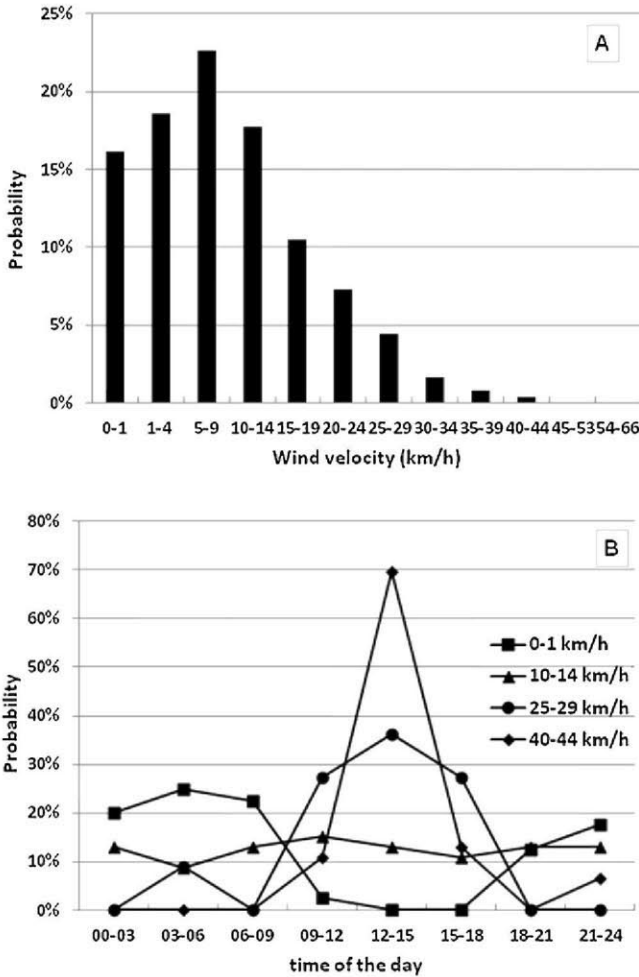 25%
A
20%
15%
Probability
10%
5%
0%
0-1 1-4 5-9 10-14 15-19 20-24 25-29 30-34 35-39 40-44 45-53 54-66
Wind velocity (km/h)
80%
B
70%
60%
0-1 km/h
50%
10-14 km/h
Probability
40%
25-29 km/h
40-44 km/h
30%
20%
10%
0%
00-03 03-06 06-09 09-12 12-15 15-18 18-21 21-24
time of the day